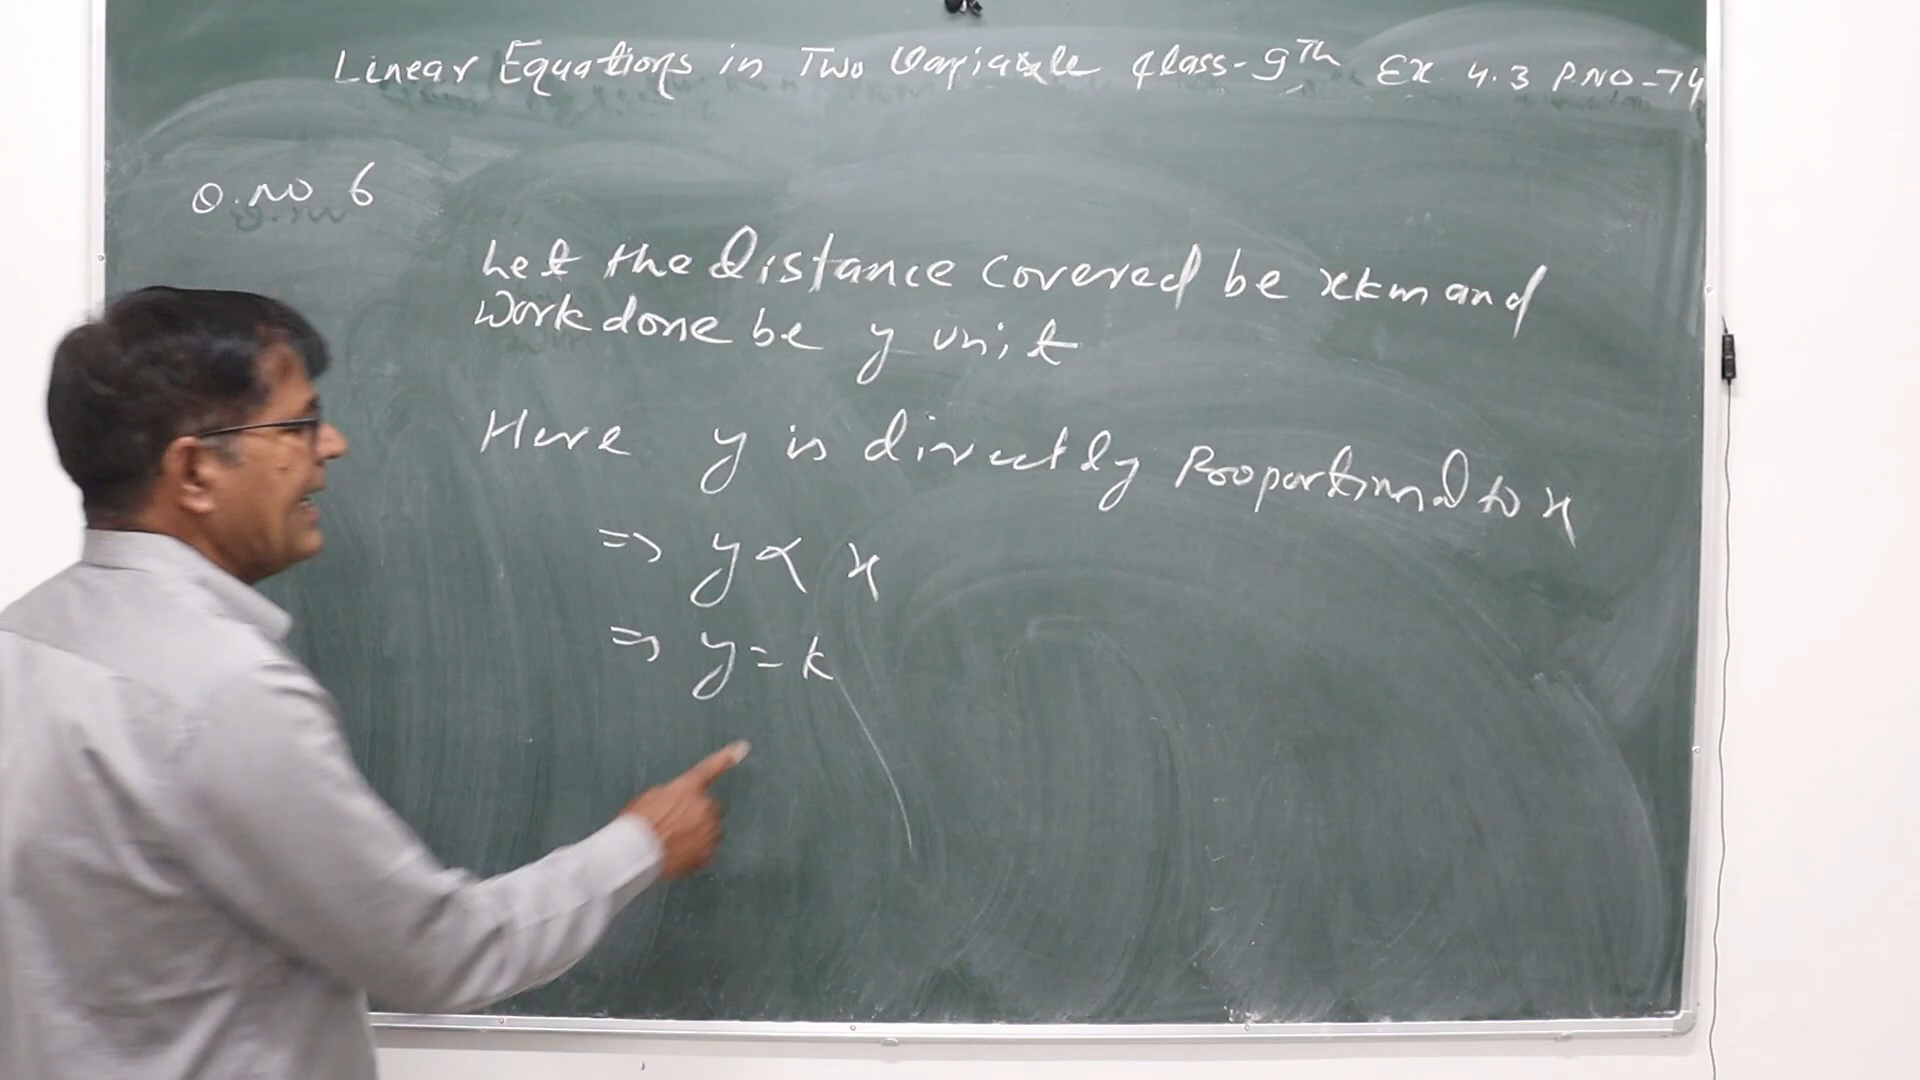 Linear Equations in Two Variable Class-9Th Ex 4.3 P.NO-74
Q.NO 6
Let the Distance covered be x km and
Work done be y unit
Here y is directly Proportional to x
⇒ y ∝ x
⇒ y = k